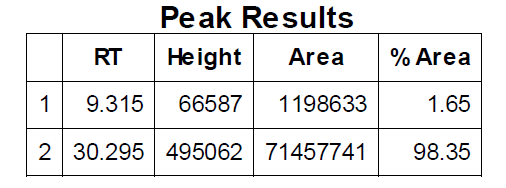 Peak Results
RT Height Area % Area
1 9.315 66587 1198633 1.65
2 30.295 495062 71457741 98.35